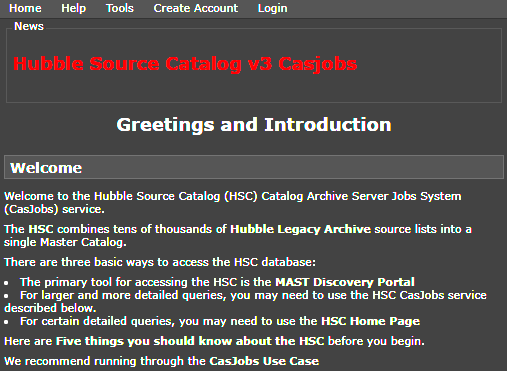 Home Help Tools Create Account Login
News
Hubble Source Catalog v3 Casjobs
Greetings and Introduction
Welcome
Welcome to the Hubble Source Catalog (HSC) Catalog Archive Server Jobs System
(CasJobs) service.
The HSC combines tens of thousands of Hubble Legacy Archive source lists into a
single Master Catalog.
There are three basic ways to access the HSC database:
• The primary tool for accessing the HSC is the MAST Discovery Portal
• For larger and more detailed queries, you may need to use the HSC CasJobs service
described below.
• For certain detailed queries, you may need to use the HSC Home Page
Here are Five things you should know about the HSC before you begin.
We recommend running through the CasJobs Use Case